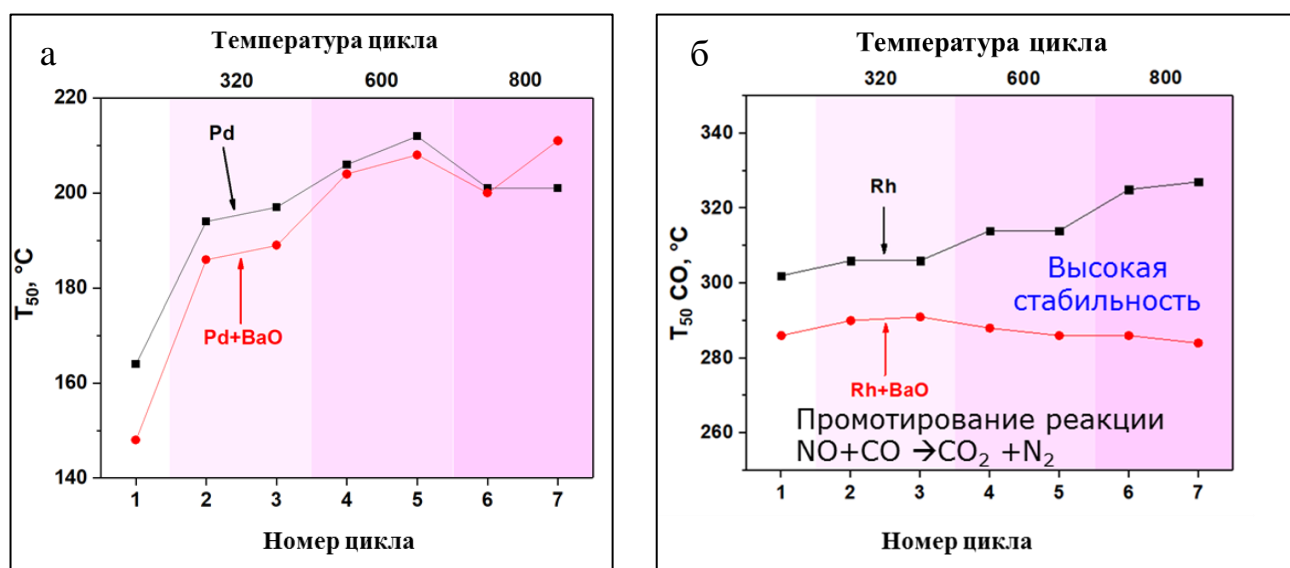 а
Температура цикла
320 600 800
220
200
180
160
140
T50, °C
Pd
Pd+BaO
1 2 3 4 5 6 7
Номер цикла
б
Температура цикла
320 600 800
340
320
300
280
260
T50 CO, °C
Rh
Высокая
стабильность
Rh+BaO
Промотирование реакции
NO+CO →CO2 +N2
1 2 3 4 5 6 7
Номер цикла